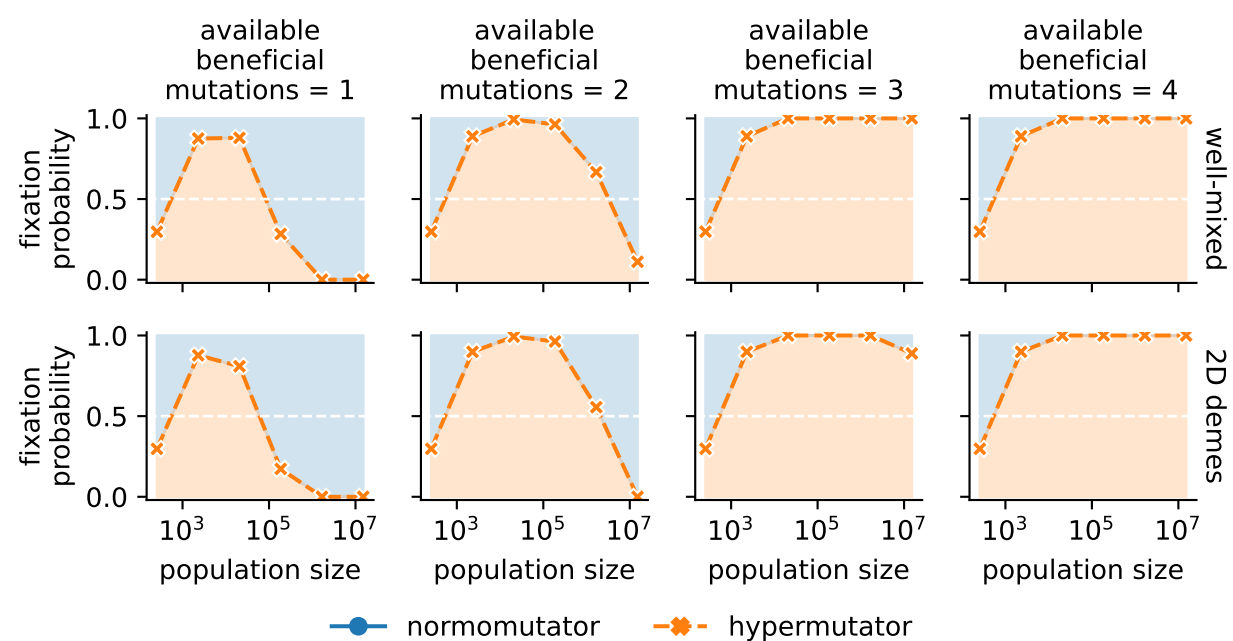 available
beneficial
mutations = 1
available
beneficial
mutations = 2
available
beneficial
mutations = 3
available
beneficial
mutations = 4
fixation
probability
1.0
0.5
0.0
well-mixed
fixation
probability
1.0
0.5
0.0
2D demes
10³ 10⁵ 10⁷
10³ 10⁵ 10⁷
10³ 10⁵ 10⁷
10³ 10⁵ 10⁷
population size
population size
population size
population size
normomutator
hypermutator